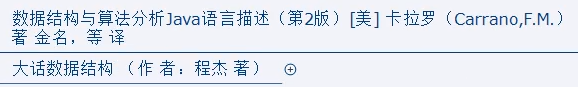 数据结构与算法分析Java语言描述（第2版）[美] 卡拉罗（Carrano,F.M.）
著 金名，等 译
大话数据结构 （作 者：程杰 著）